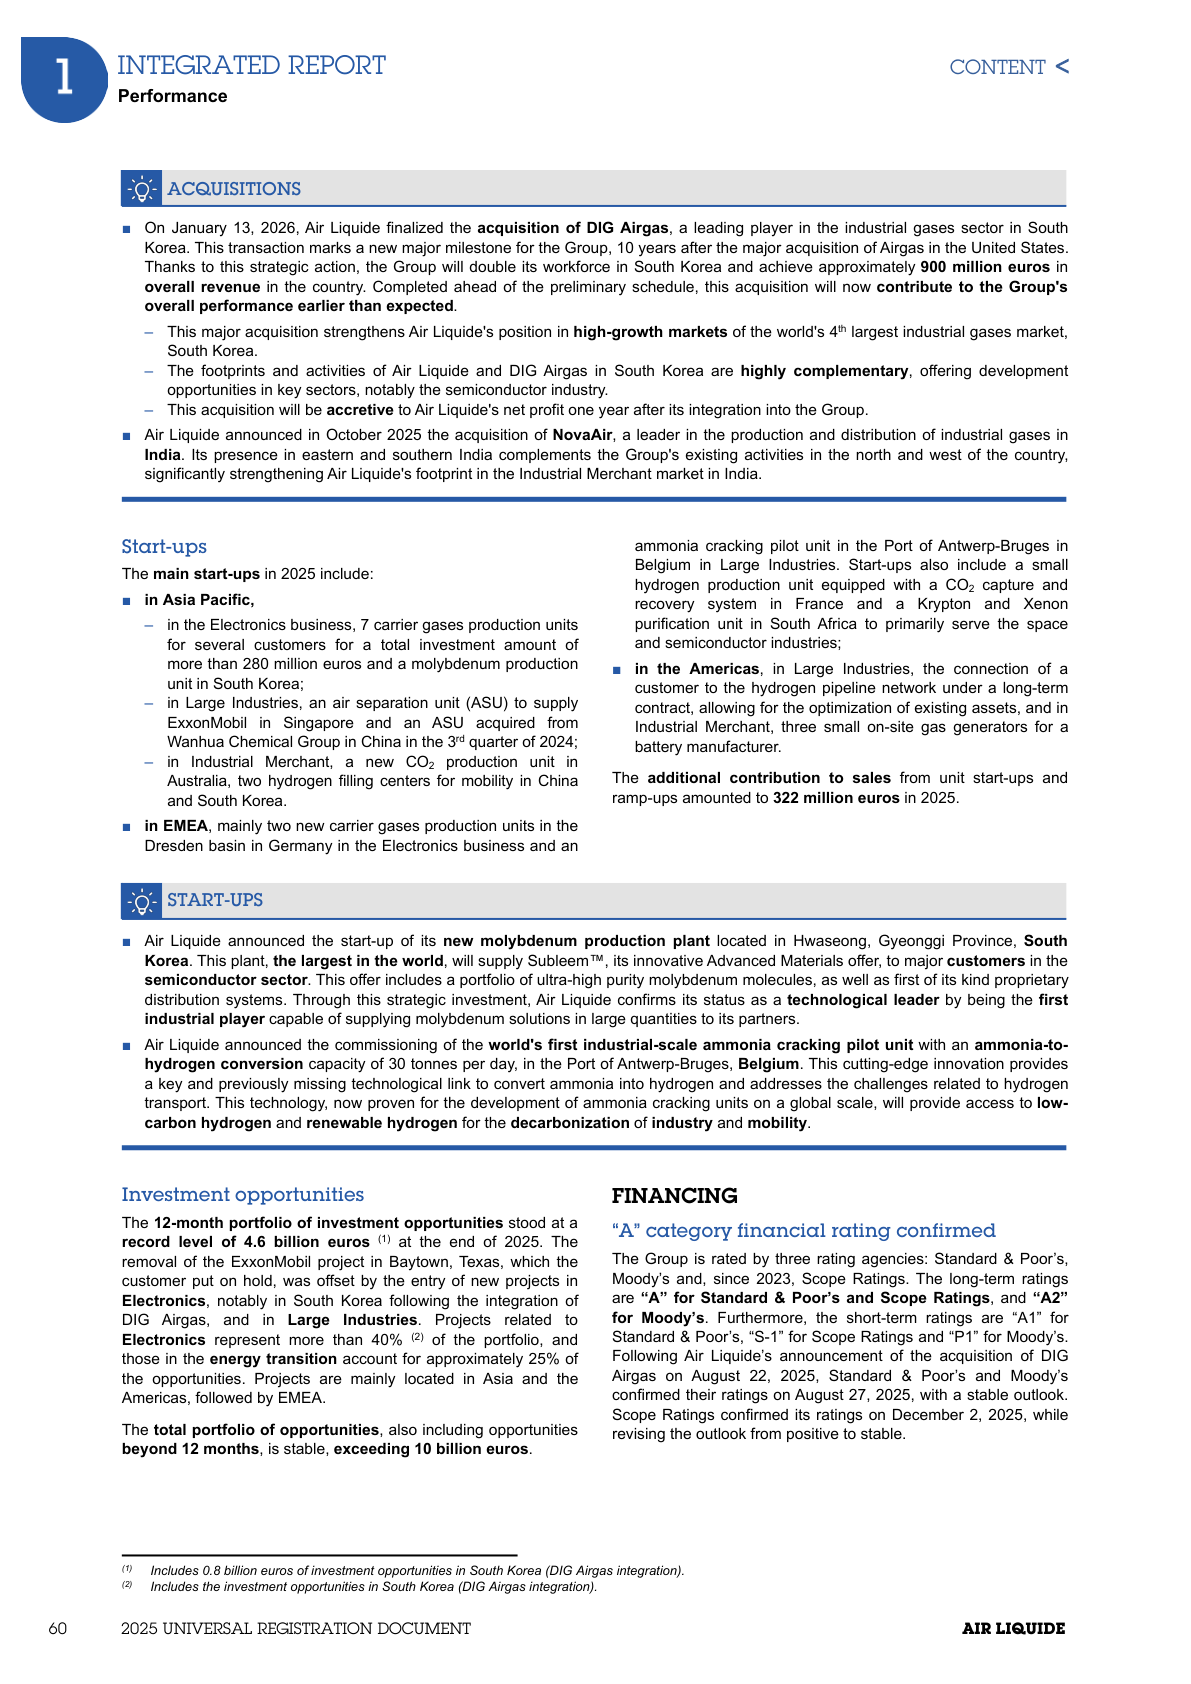 1
INTEGRATED REPORT
Performance
CONTENT <
ACQUISITIONS
■ On January 13, 2026, Air Liquide finalized the acquisition of DIG Airgas, a leading player in the industrial gases sector in South
Korea. This transaction marks a new major milestone for the Group, 10 years after the major acquisition of Airgas in the United States.
Thanks to this strategic action, the Group will double its workforce in South Korea and achieve approximately 900 million euros in
overall revenue in the country. Completed ahead of the preliminary schedule, this acquisition will now contribute to the Group's
overall performance earlier than expected.
– This major acquisition strengthens Air Liquide's position in high-growth markets of the world's 4th largest industrial gases market,
South Korea.
– The footprints and activities of Air Liquide and DIG Airgas in South Korea are highly complementary, offering development
opportunities in key sectors, notably the semiconductor industry.
– This acquisition will be accretive to Air Liquide's net profit one year after its integration into the Group.
■ Air Liquide announced in October 2025 the acquisition of NovaAir, a leader in the production and distribution of industrial gases in
India. Its presence in eastern and southern India complements the Group's existing activities in the north and west of the country,
significantly strengthening Air Liquide's footprint in the Industrial Merchant market in India.
Start-ups
The main start-ups in 2025 include:
■ in Asia Pacific,
– in the Electronics business, 7 carrier gases production units
for several customers for a total investment amount of
more than 280 million euros and a molybdenum production
unit in South Korea;
– in Large Industries, an air separation unit (ASU) to supply
ExxonMobil in Singapore and an ASU acquired from
Wanhua Chemical Group in China in the 3rd quarter of 2024;
– in Industrial Merchant, a new CO2 production unit in
Australia, two hydrogen filling centers for mobility in China
and South Korea.
■ in EMEA, mainly two new carrier gases production units in the
Dresden basin in Germany in the Electronics business and an
ammonia cracking pilot unit in the Port of Antwerp-Bruges in
Belgium in Large Industries. Start-ups also include a small
hydrogen production unit equipped with a CO2 capture and
recovery system in France and a Krypton and Xenon
purification unit in South Africa to primarily serve the space
and semiconductor industries;
■ in the Americas, in Large Industries, the connection of a
customer to the hydrogen pipeline network under a long-term
contract, allowing for the optimization of existing assets, and in
Industrial Merchant, three small on-site gas generators for a
battery manufacturer.
The additional contribution to sales from unit start-ups and
ramp-ups amounted to 322 million euros in 2025.
START-UPS
■ Air Liquide announced the start-up of its new molybdenum production plant located in Hwaseong, Gyeonggi Province, South
Korea. This plant, the largest in the world, will supply Subleem™, its innovative Advanced Materials offer, to major customers in the
semiconductor sector. This offer includes a portfolio of ultra-high purity molybdenum molecules, as well as first of its kind proprietary
distribution systems. Through this strategic investment, Air Liquide confirms its status as a technological leader by being the first
industrial player capable of supplying molybdenum solutions in large quantities to its partners.
■ Air Liquide announced the commissioning of the world's first industrial-scale ammonia cracking pilot unit with an ammonia-to-
hydrogen conversion capacity of 30 tonnes per day, in the Port of Antwerp-Bruges, Belgium. This cutting-edge innovation provides
a key and previously missing technological link to convert ammonia into hydrogen and addresses the challenges related to hydrogen
transport. This technology, now proven for the development of ammonia cracking units on a global scale, will provide access to low-
carbon hydrogen and renewable hydrogen for the decarbonization of industry and mobility.
Investment opportunities
The 12-month portfolio of investment opportunities stood at a
record level of 4.6 billion euros (1) at the end of 2025. The
removal of the ExxonMobil project in Baytown, Texas, which the
customer put on hold, was offset by the entry of new projects in
Electronics, notably in South Korea following the integration of
DIG Airgas, and in Large Industries. Projects related to
Electronics represent more than 40% (2) of the portfolio, and
those in the energy transition account for approximately 25% of
the opportunities. Projects are mainly located in Asia and the
Americas, followed by EMEA.
The total portfolio of opportunities, also including opportunities
beyond 12 months, is stable, exceeding 10 billion euros.
FINANCING
“A” category financial rating confirmed
The Group is rated by three rating agencies: Standard & Poor’s,
Moody’s and, since 2023, Scope Ratings. The long-term ratings
are “A” for Standard & Poor’s and Scope Ratings, and “A2”
for Moody’s. Furthermore, the short-term ratings are “A1” for
Standard & Poor’s, “S-1” for Scope Ratings and “P1” for Moody’s.
Following Air Liquide’s announcement of the acquisition of DIG
Airgas on August 22, 2025, Standard & Poor’s and Moody’s
confirmed their ratings on August 27, 2025, with a stable outlook.
Scope Ratings confirmed its ratings on December 2, 2025, while
revising the outlook from positive to stable.
(1) Includes 0.8 billion euros of investment opportunities in South Korea (DIG Airgas integration).
(2) Includes the investment opportunities in South Korea (DIG Airgas integration).
60
2025 UNIVERSAL REGISTRATION DOCUMENT
AIR LIQUIDE